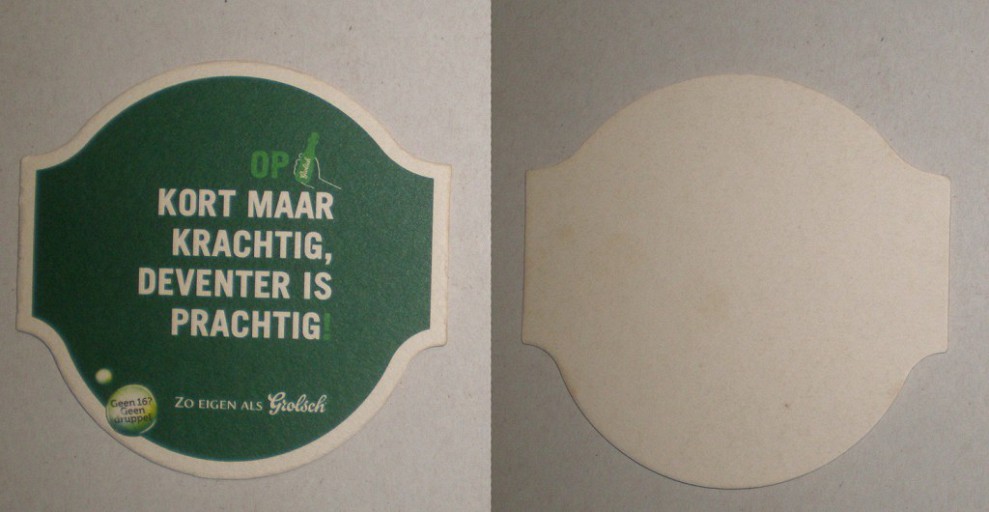 OP
KORT MAAR
KRACHTIG,
DEVENTER IS
PRACHTIG!
Geen 16?
Geen
druppel
ZO EIGEN ALS Grolsch